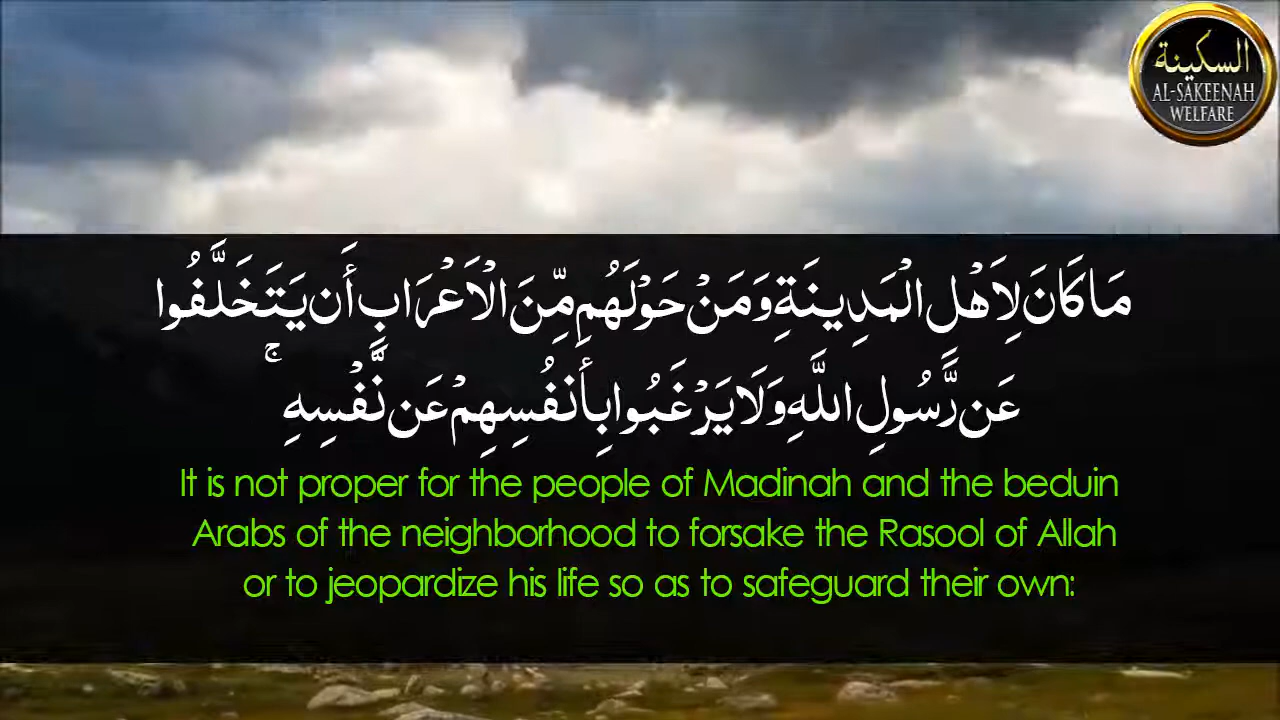 السكينة
AL-SAKEENAH
WELFARE
مَا كَانَ لِأَهْلِ الْمَدِينَةِ وَمَنْ حَوْلَهُم مِّنَ الْأَعْرَابِ أَن يَتَخَلَّفُوا
عَن رَّسُولِ اللَّهِ وَلَا يَرْغَبُوا بِأَنفُسِهِمْ عَن نَّفْسِهِ ۚ
It is not proper for the people of Madinah and the beduin
Arabs of the neighborhood to forsake the Rasool of Allah
or to jeopardize his life so as to safeguard their own: